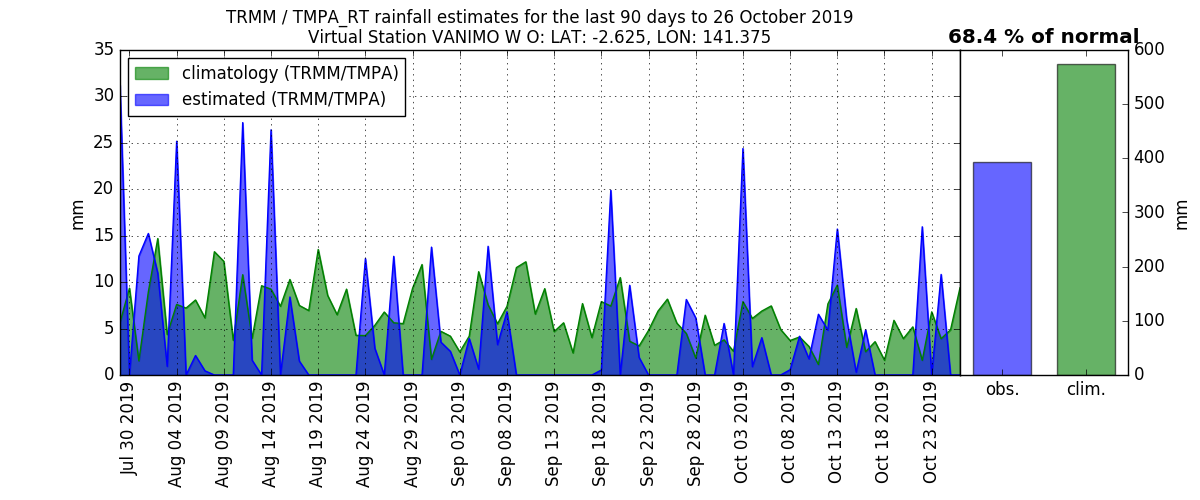 TRMM / TMPA_RT rainfall estimates for the last 90 days to 26 October 2019
Virtual Station VANIMO W O: LAT: -2.625, LON: 141.375
68.4 % of normal
climatology (TRMM/TMPA)
estimated (TRMM/TMPA)
mm
35
30
25
20
15
10
5
0
Jul 30 2019
Aug 04 2019
Aug 09 2019
Aug 14 2019
Aug 19 2019
Aug 24 2019
Aug 29 2019
Sep 03 2019
Sep 08 2019
Sep 13 2019
Sep 18 2019
Sep 23 2019
Sep 28 2019
Oct 03 2019
Oct 08 2019
Oct 13 2019
Oct 18 2019
Oct 23 2019
obs.
clim.
600
500
400
300
200
100
0
mm